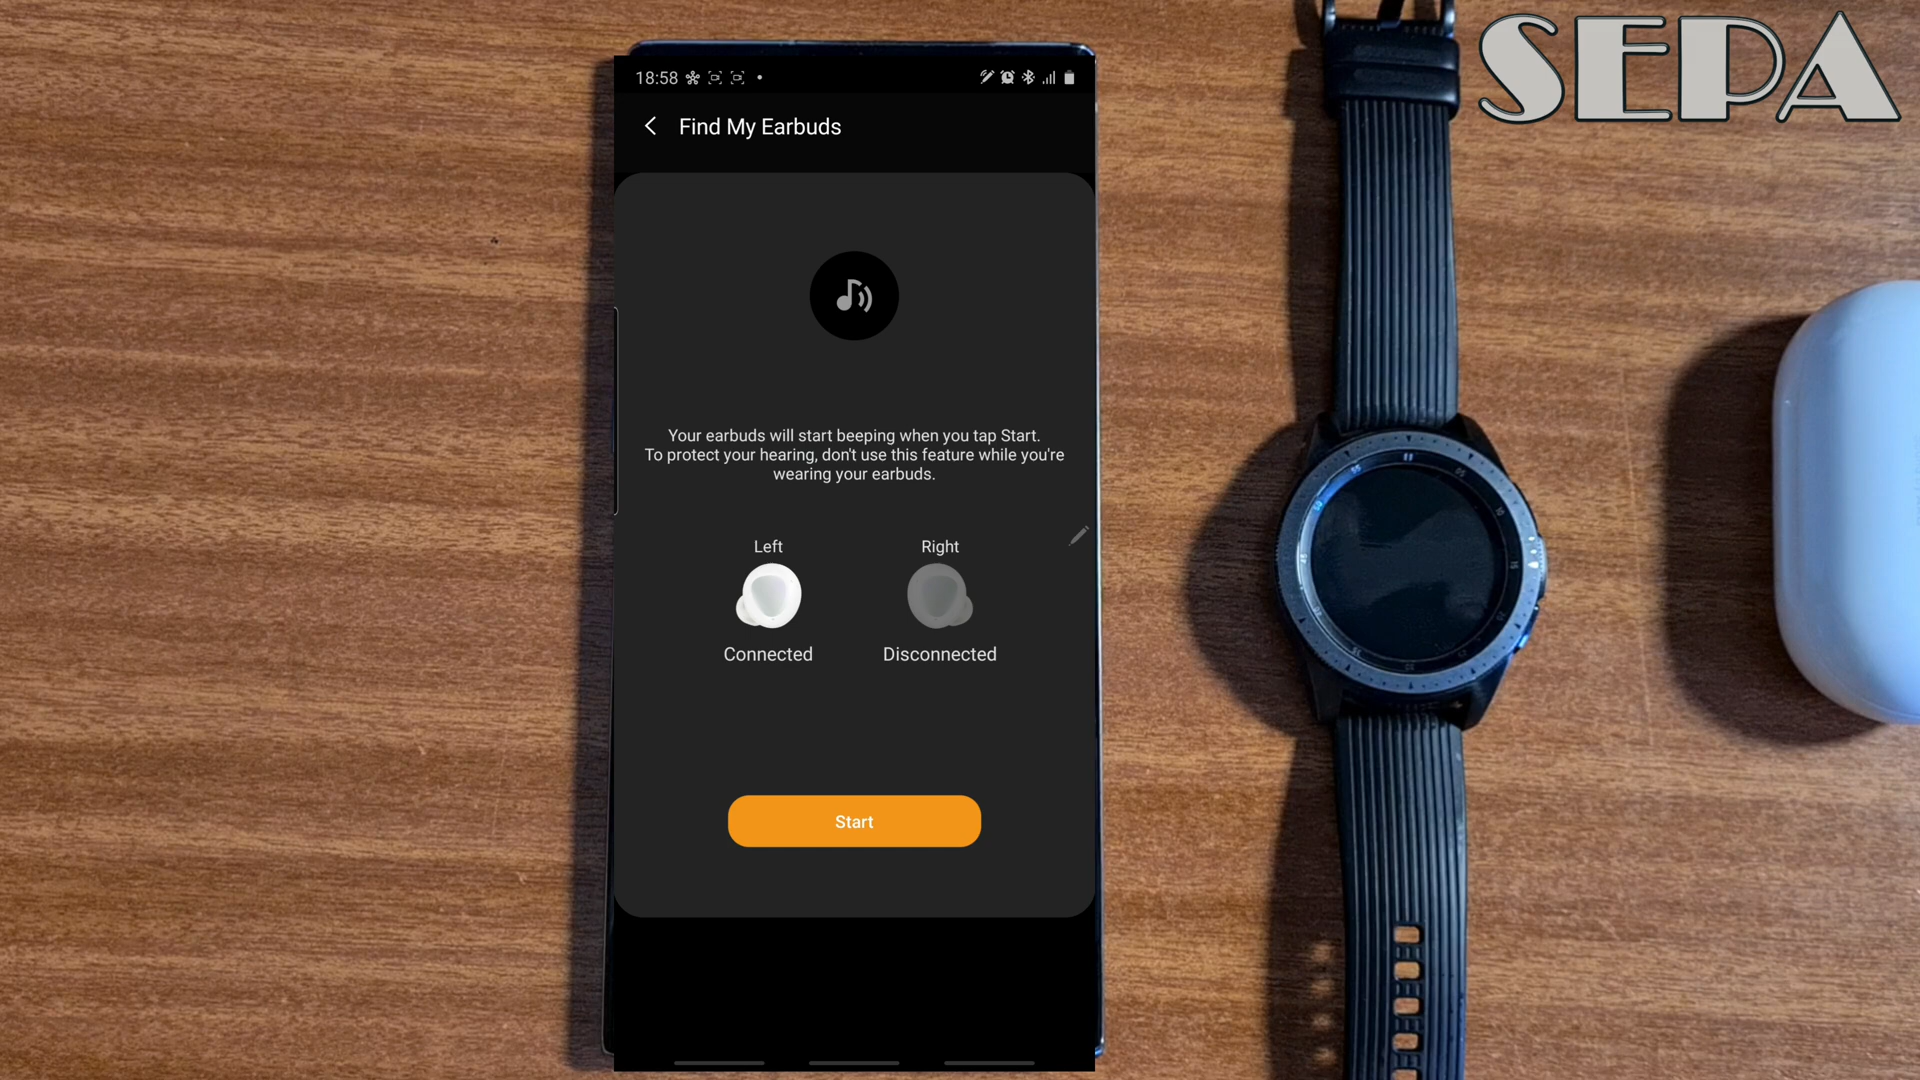 SEPA
18:58
Find My Earbuds
Your earbuds will start beeping when you tap Start.
To protect your hearing, don't use this feature while you're
wearing your earbuds.
Left
Right
Connected
Disconnected
Start